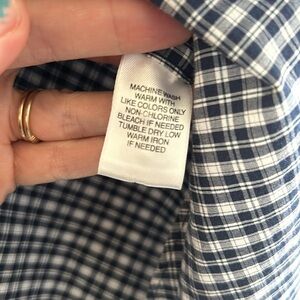 MACHINE WASH
WARM WITH
LIKE COLORS ONLY
NON-CHLORINE
BLEACH IF NEEDED
TUMBLE DRY LOW
WARM IRON
IF NEEDED